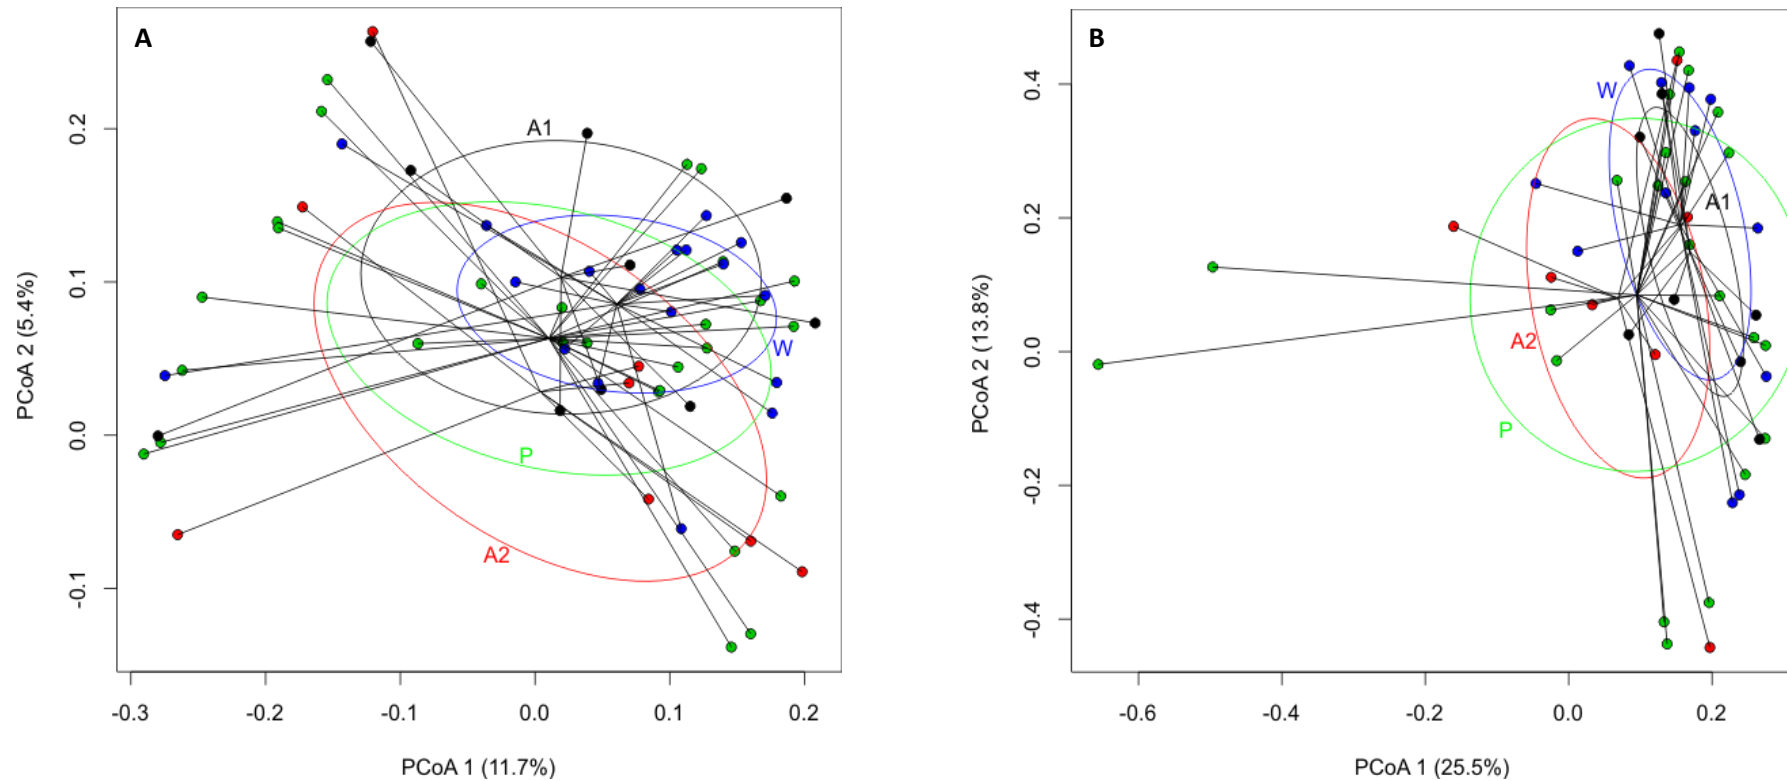 A
A1
W
P
A2
0.2
0.1
0.0
-0.1
PCoA 2 (5.4%)
-0.3 -0.2 -0.1 0.0 0.1 0.2
PCoA 1 (11.7%)
B
W
A1
A2
P
0.4
0.2
0.0
-0.2
-0.4
PCoA 2 (13.8%)
-0.6 -0.4 -0.2 0.0 0.2
PCoA 1 (25.5%)